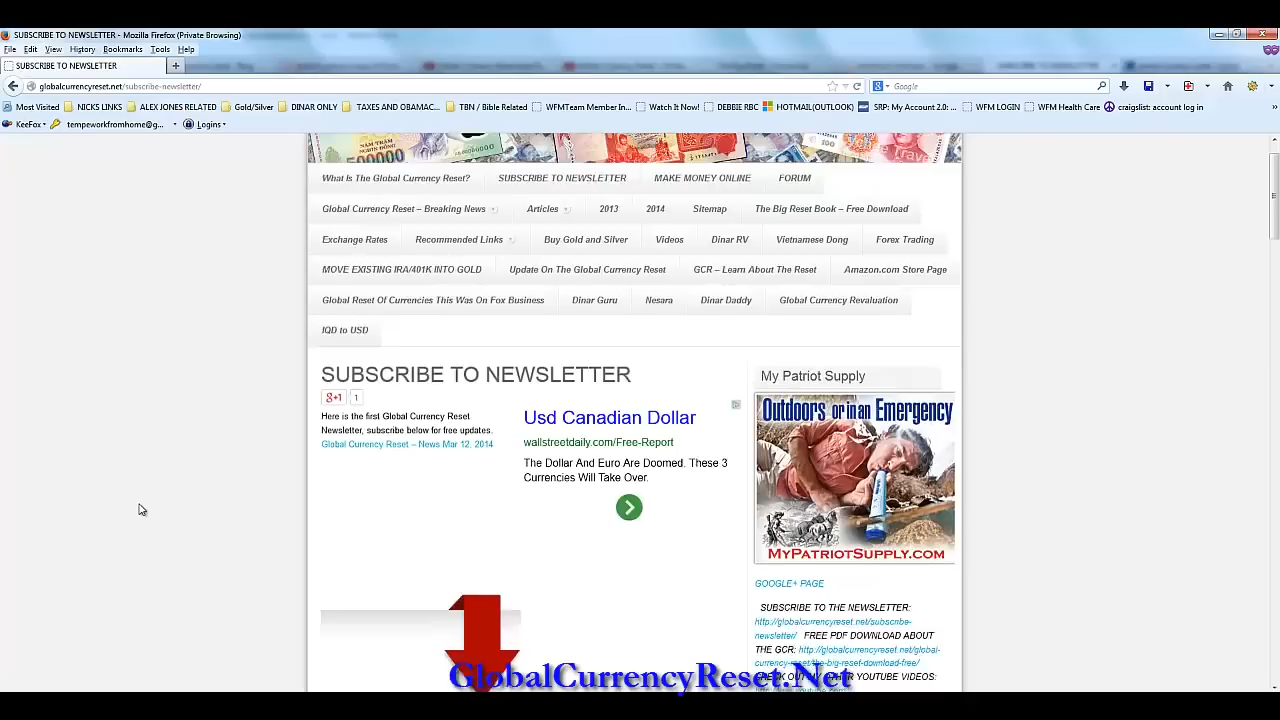 SUBSCRIBE TO NEWSLETTER - Mozilla Firefox (Private Browsing)
File Edit View History Bookmarks Tools Help
SUBSCRIBE TO NEWSLETTER
globalcurrencyreset.net/subscribe-newsletter/
Google
Most Visited NICKS LINKS ALEX JONES RELATED Gold/Silver DINAR ONLY TAXES AND OBAMAC... TBN / Bible Related WFMTeam Member In... Watch It Now! DEBBIE RBC HOTMAIL(OUTLOOK) SRP: My Account 2.0: ... WFM LOGIN WFM Health Care craigslist: account log in
KeeFox tempeworkfromhome@g... Logins
500000
100
What Is The Global Currency Reset? SUBSCRIBE TO NEWSLETTER MAKE MONEY ONLINE FORUM
Global Currency Reset – Breaking News Articles 2013 2014 Sitemap The Big Reset Book – Free Download
Exchange Rates Recommended Links Buy Gold and Silver Videos Dinar RV Vietnamese Dong Forex Trading
MOVE EXISTING IRA/401K INTO GOLD Update On The Global Currency Reset GCR – Learn About The Reset Amazon.com Store Page
Global Reset Of Currencies This Was On Fox Business Dinar Guru Nesara Dinar Daddy Global Currency Revaluation
IQD to USD
SUBSCRIBE TO NEWSLETTER
g+1 1
Here is the first Global Currency Reset
Newsletter, subscribe below for free updates.
Global Currency Reset – News Mar 12, 2014
Usd Canadian Dollar
wallstreetdaily.com/Free-Report
The Dollar And Euro Are Doomed. These 3
Currencies Will Take Over.
My Patriot Supply
Outdoors or in an Emergency
MYPATRIOTSUPPLY.COM
GOOGLE+ PAGE
SUBSCRIBE TO THE NEWSLETTER:
http://globalcurrencyreset.net/subscribe-
newsletter/ FREE PDF DOWNLOAD ABOUT
THE GCR: http://globalcurrencyreset.net/global-
currency-reset/the-big-reset-download-free/
CHECK OUT MY OTHER YOUTUBE VIDEOS:
GlobalCurrencyReset.Net